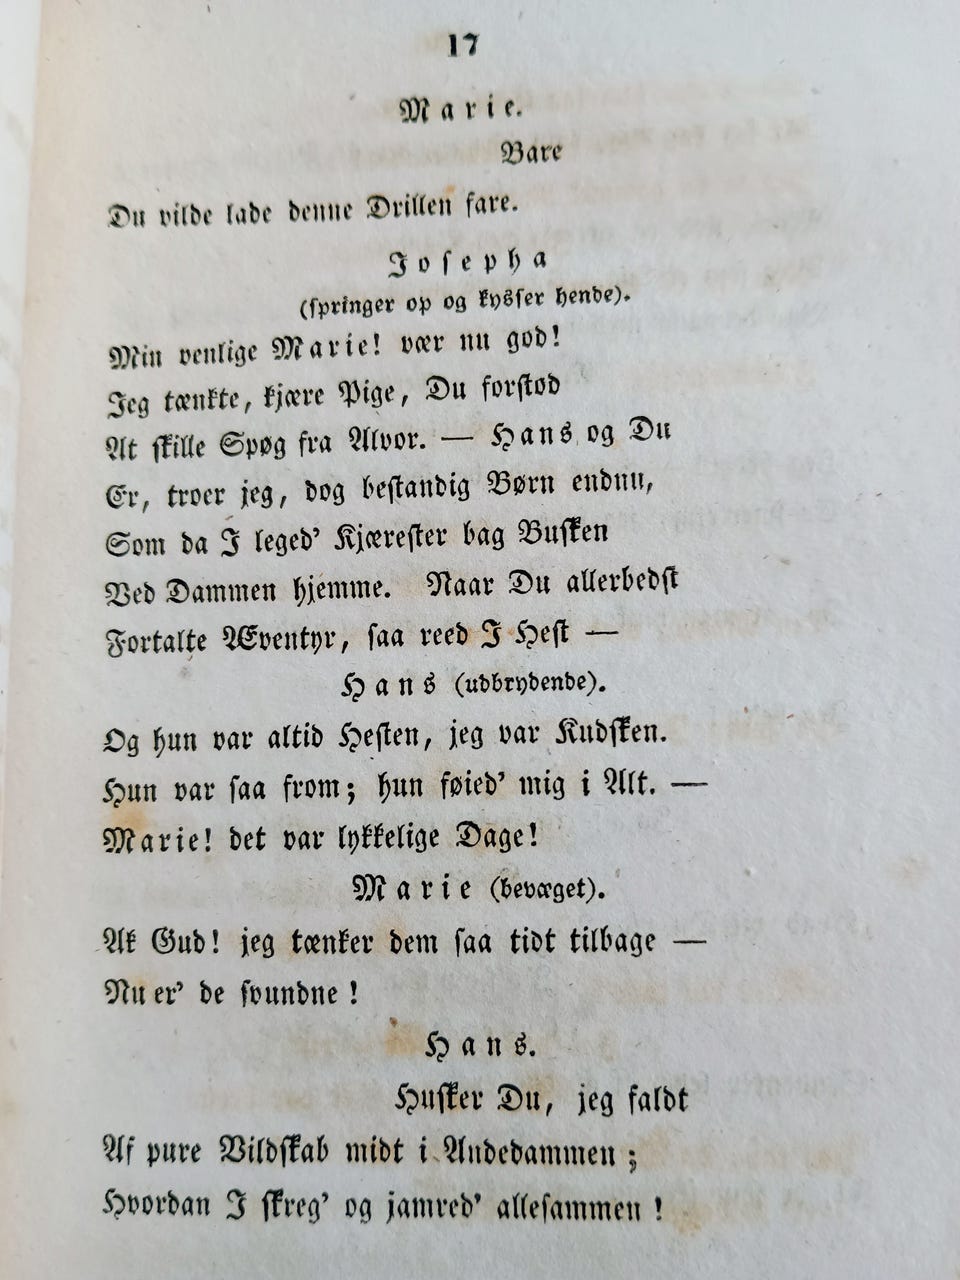 17
Marie.
Bare
Du vilde lade denne Drillen fare.
Josepha
(springer op og kysser hende).
Min venlige Marie! vær nu god!
Jeg tænkte, kjære Pige, Du forstod
At skille Spøg fra Alvor. — Hans og Du
Er, troer jeg, dog bestandig Børn endnu,
Som da I leged' Kjærester bag Busken
Ved Dammen hjemme. Naar Du allerbedst
Fortalte Æventyr, saa reed I Hest —
Hans (udbrydende).
Og hun var altid Hesten, jeg var Kudsken.
Hun var saa from; hun føied' mig i Alt. —
Marie! det var lykkelige Dage!
Marie (bevæget).
Ak Gud! jeg tænker dem saa tidt tilbage —
Nu er' de svundne!
Hans.
Husker Du, jeg faldt
Af pure Vildskab midt i Andedammen;
Hvordan I skreg' og jamred' allesammen!